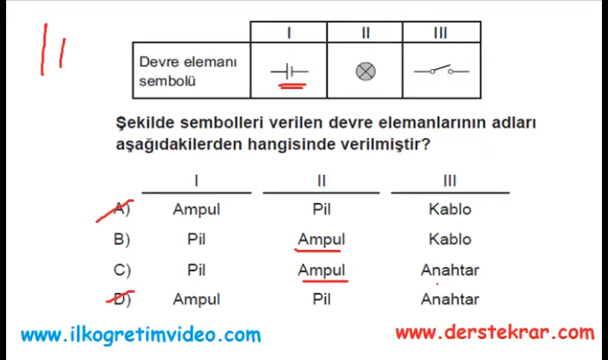 11
I II III
Devre elemanı
sembolü
Şekilde sembolleri verilen devre elemanlarının adları
aşağıdakilerden hangisinde verilmiştir?
I II III
A) Ampul Pil Kablo
B) Pil Ampul Kablo
C) Pil Ampul Anahtar
D) Ampul Pil Anahtar
www.ilkogretimvideo.com www.derstekrar.com